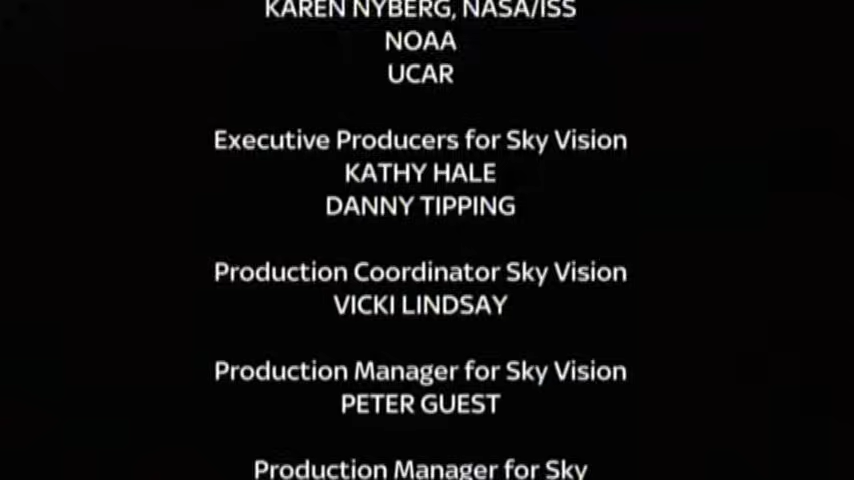 KAREN NYBERG, NASA/ISS
NOAA
UCAR
Executive Producers for Sky Vision
KATHY HALE
DANNY TIPPING
Production Coordinator Sky Vision
VICKI LINDSAY
Production Manager for Sky Vision
PETER GUEST
Production Manager for Sky